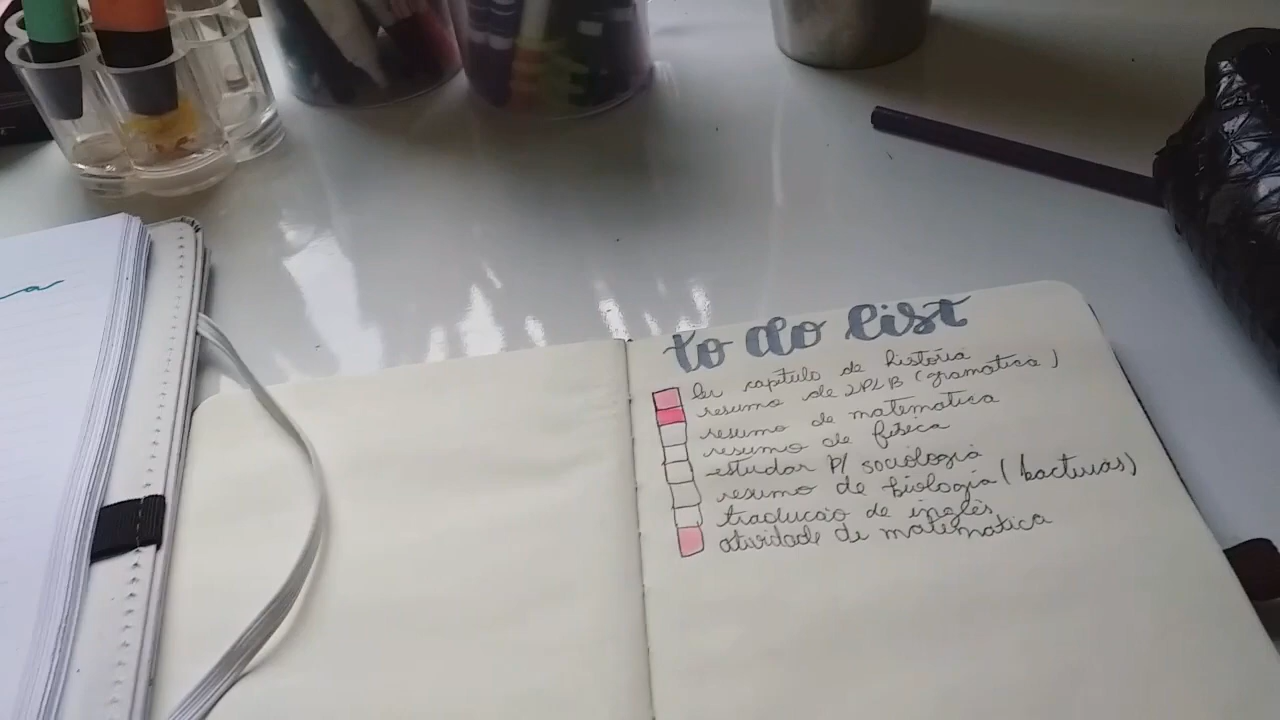 to do list
ler capitulo de história
resumo de LPLB (gramática)
resumo de matemática
resumo de física
estudar p/ sociologia
resumo de biologia (bactérias)
tradução de inglês
atividade de matemática